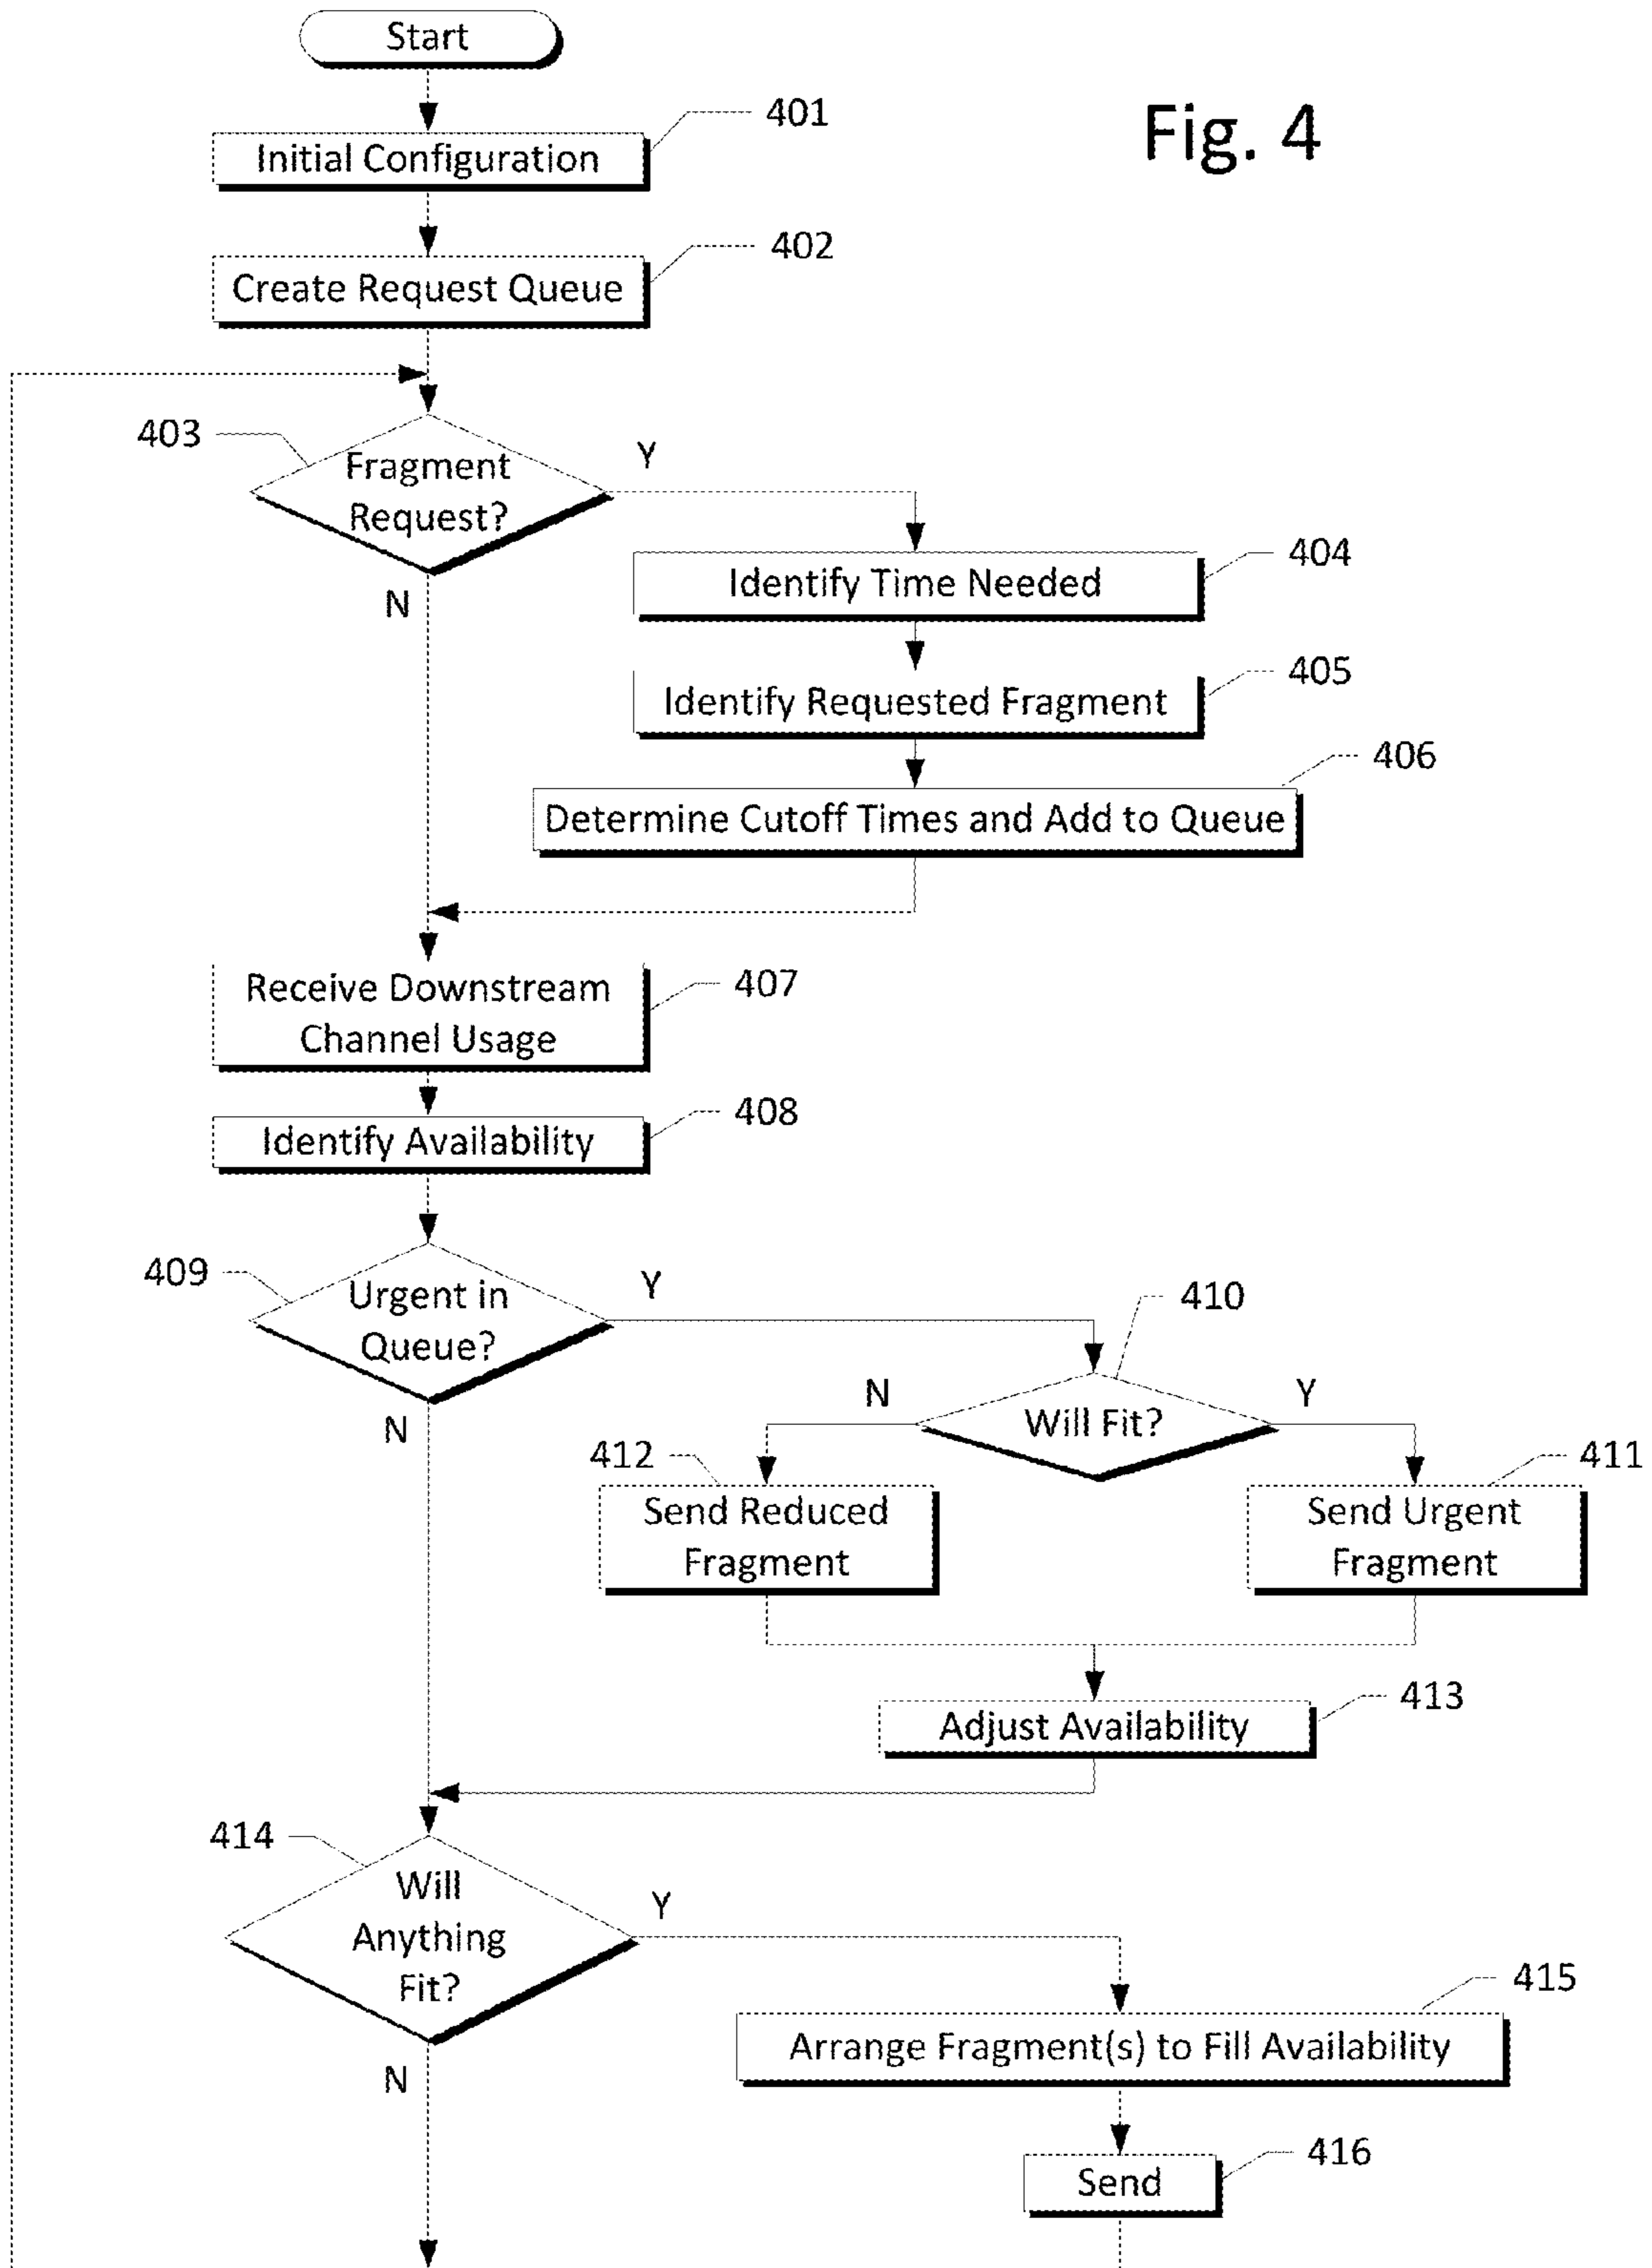 Start
Fig. 4
401
Initial Configuration
402
Create Request Queue
403
Fragment
Request?
Y
N
404
Identify Time Needed
405
Identify Requested Fragment
406
Determine Cutoff Times and Add to Queue
Receive Downstream
Channel Usage
407
408
Identify Availability
409
Urgent in
Queue?
Y
N
410
Will Fit?
N
Y
412
Send Reduced
Fragment
411
Send Urgent
Fragment
413
Adjust Availability
414
Will
Anything
Fit?
Y
N
415
Arrange Fragment(s) to Fill Availability
416
Send